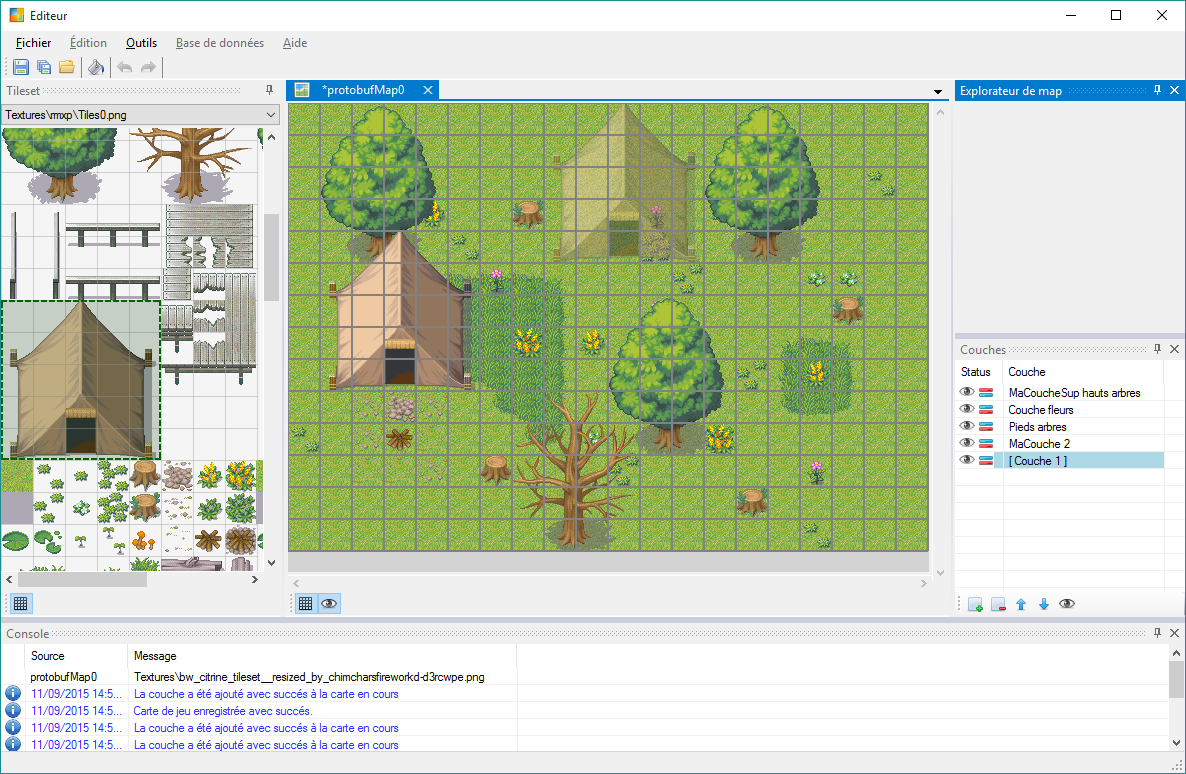 Editeur
Fichier Édition Outils Base de données Aide
Tileset
Textures\rmxp\Tiles0.png
*protobufMap0
Explorateur de map
Couches
Status Couche
MaCoucheSup hauts arbres
Couche fleurs
Pieds arbres
MaCouche 2
[ Couche 1 ]
Console
Source Message
protobufMap0 Textures\bw_citrine_tileset__resized_by_chimcharsfireworkd-d3rcwpe.png
11/09/2015 14:5... La couche a été ajouté avec succés à la carte en cours
11/09/2015 14:5... Carte de jeu enregistrée avec succés.
11/09/2015 14:5... La couche a été ajouté avec succés à la carte en cours
11/09/2015 14:5... La couche a été ajouté avec succés à la carte en cours